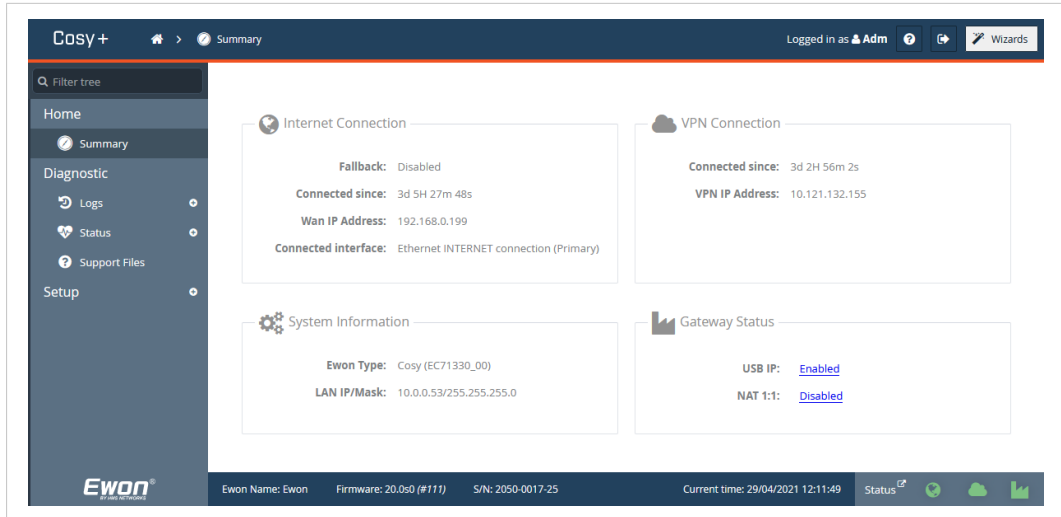 Cosy+
Summary
Logged in as Adm
Wizards
Filter tree
Home
Summary
Diagnostic
Logs
Status
Support Files
Setup
Internet Connection
Fallback: Disabled
Connected since: 3d 5H 27m 48s
Wan IP Address: 192.168.0.199
Connected interface: Ethernet INTERNET connection (Primary)
VPN Connection
Connected since: 3d 2H 56m 2s
VPN IP Address: 10.121.132.155
System Information
Ewon Type: Cosy (EC71330_00)
LAN IP/Mask: 10.0.0.53/255.255.255.0
Gateway Status
USB IP: Enabled
NAT 1:1: Disabled
Ewon®
BY HMS NETWORKS
Ewon Name: Ewon Firmware: 20.0s0 (#111) S/N: 2050-0017-25 Current time: 29/04/2021 12:11:49 Status